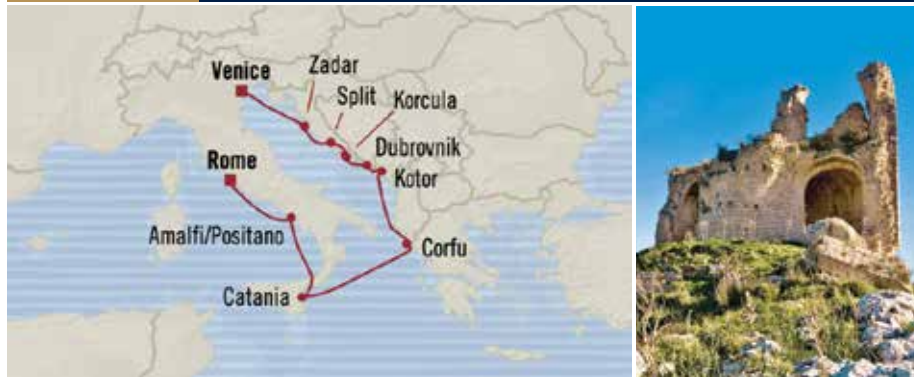 Venice
Zadar
Split
Korcula
Dubrovnik
Kotor
Rome
Amalfi/Positano
Corfu
Catania